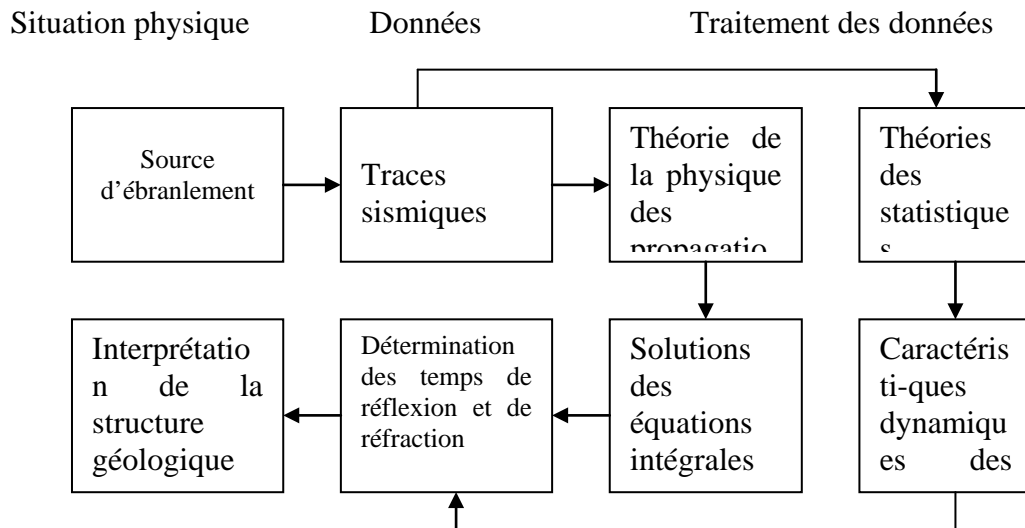 Situation physique
Données
Traitement des données
Source
d'ébranlement
Traces
sismiques
Théorie de
la physique
des
propagatio
Théories
des
statistique
s
Interprétatio
n de la
structure
géologique
Détermination
des temps de
réflexion et de
réfraction
Solutions
des
équations
intégrales
Caractéris
ti-ques
dynamiqu
es des